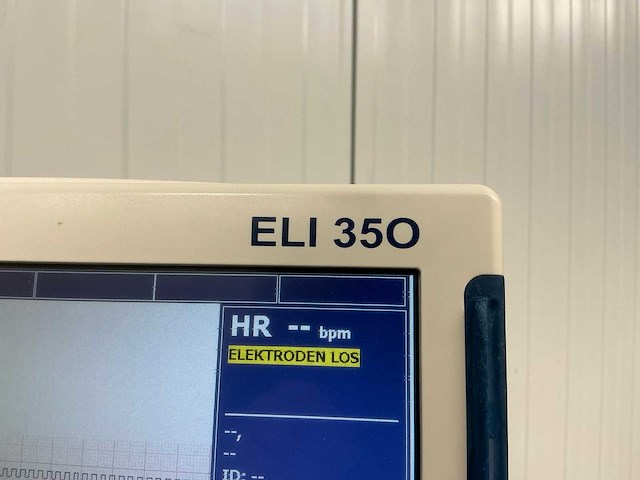 ELI 350
HR -- bpm
ELEKTRODEN LOS
--,
--
ID: --